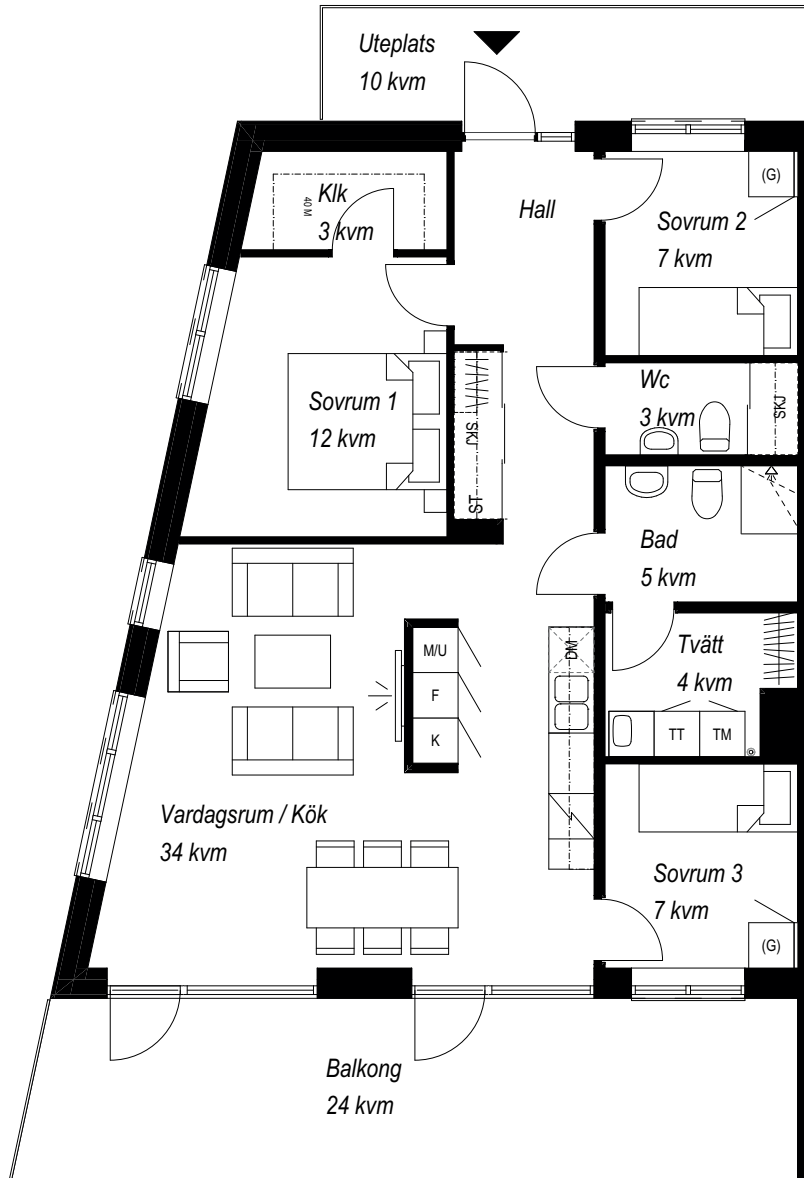 Uteplats
10 kvm
Klk
3 kvm
40 M
Hall
(G)
Sovrum 2
7 kvm
Sovrum 1
12 kvm
SKJ
ST
Wc
3 kvm
SKJ
Bad
5 kvm
Tvätt
4 kvm
TT
TM
M/U
F
K
DM
Vardagsrum / Kök
34 kvm
Sovrum 3
7 kvm
(G)
Balkong
24 kvm